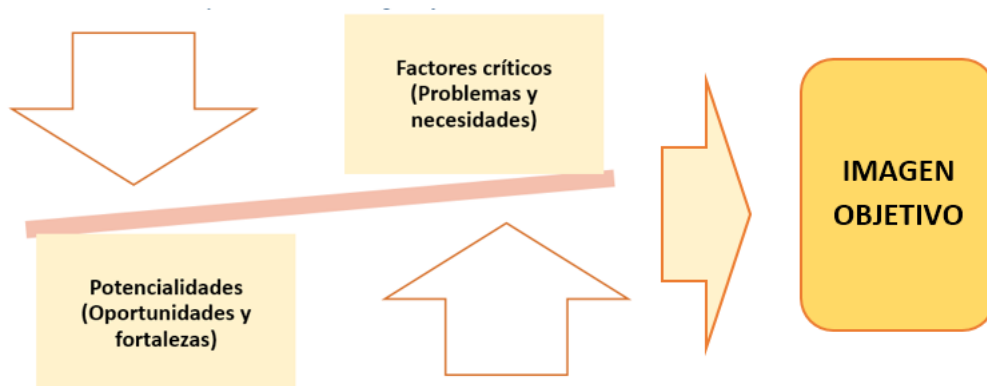 Factores críticos
(Problemas y
necesidades)
IMAGEN
OBJETIVO
Potencialidades
(Oportunidades y
fortalezas)